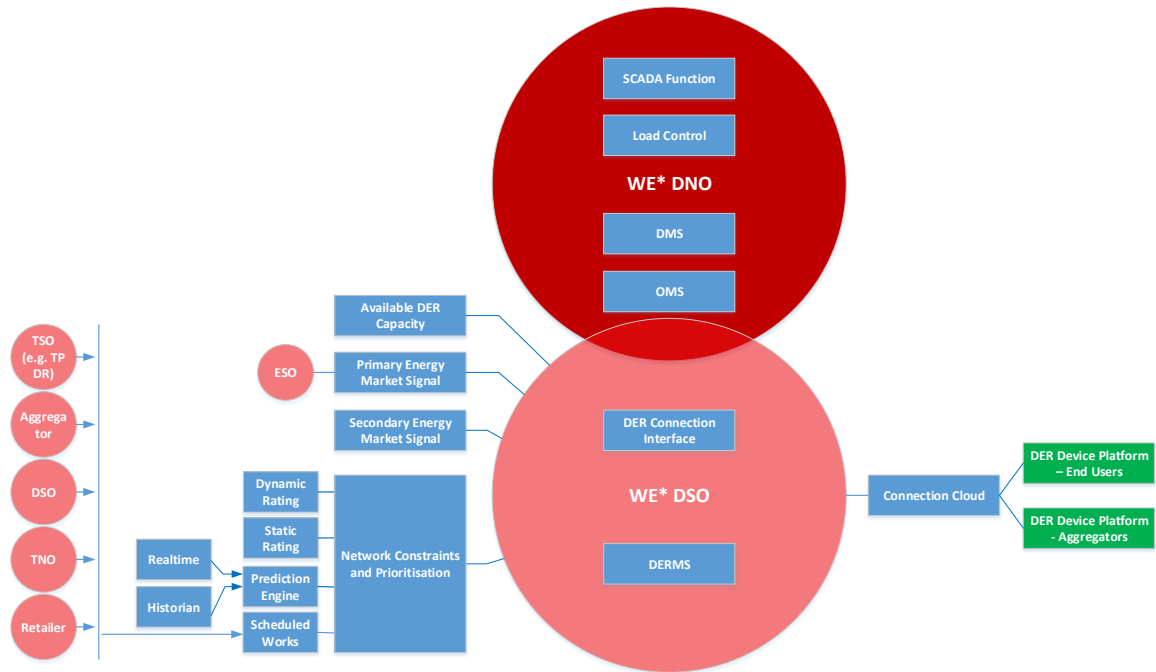 SCADA Function
Load Control
WE* DNO
DMS
OMS
Available DER
Capacity
TSO
(e.g. TP
DR)
ESO
Primary Energy
Market Signal
Aggrega
tor
Secondary Energy
Market Signal
DER Connection
Interface
DER Device Platform
– End Users
DSO
Dynamic
Rating
WE* DSO
Connection Cloud
Static
Rating
DER Device Platform
- Aggregators
TNO
Realtime
Network Constraints
and Prioritisation
DERMS
Prediction
Engine
Historian
Retailer
Scheduled
Works